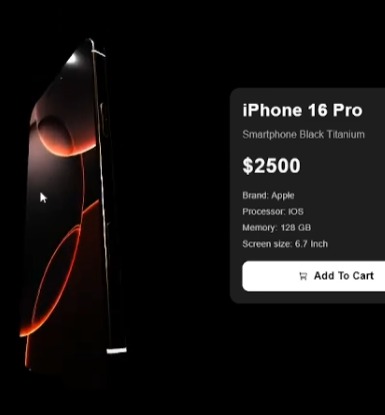 iPhone 16 Pro
Smartphone Black Titanium
$2500
Brand: Apple
Processor: IOS
Memory: 128 GB
Screen size: 6.7 Inch
Add To Cart